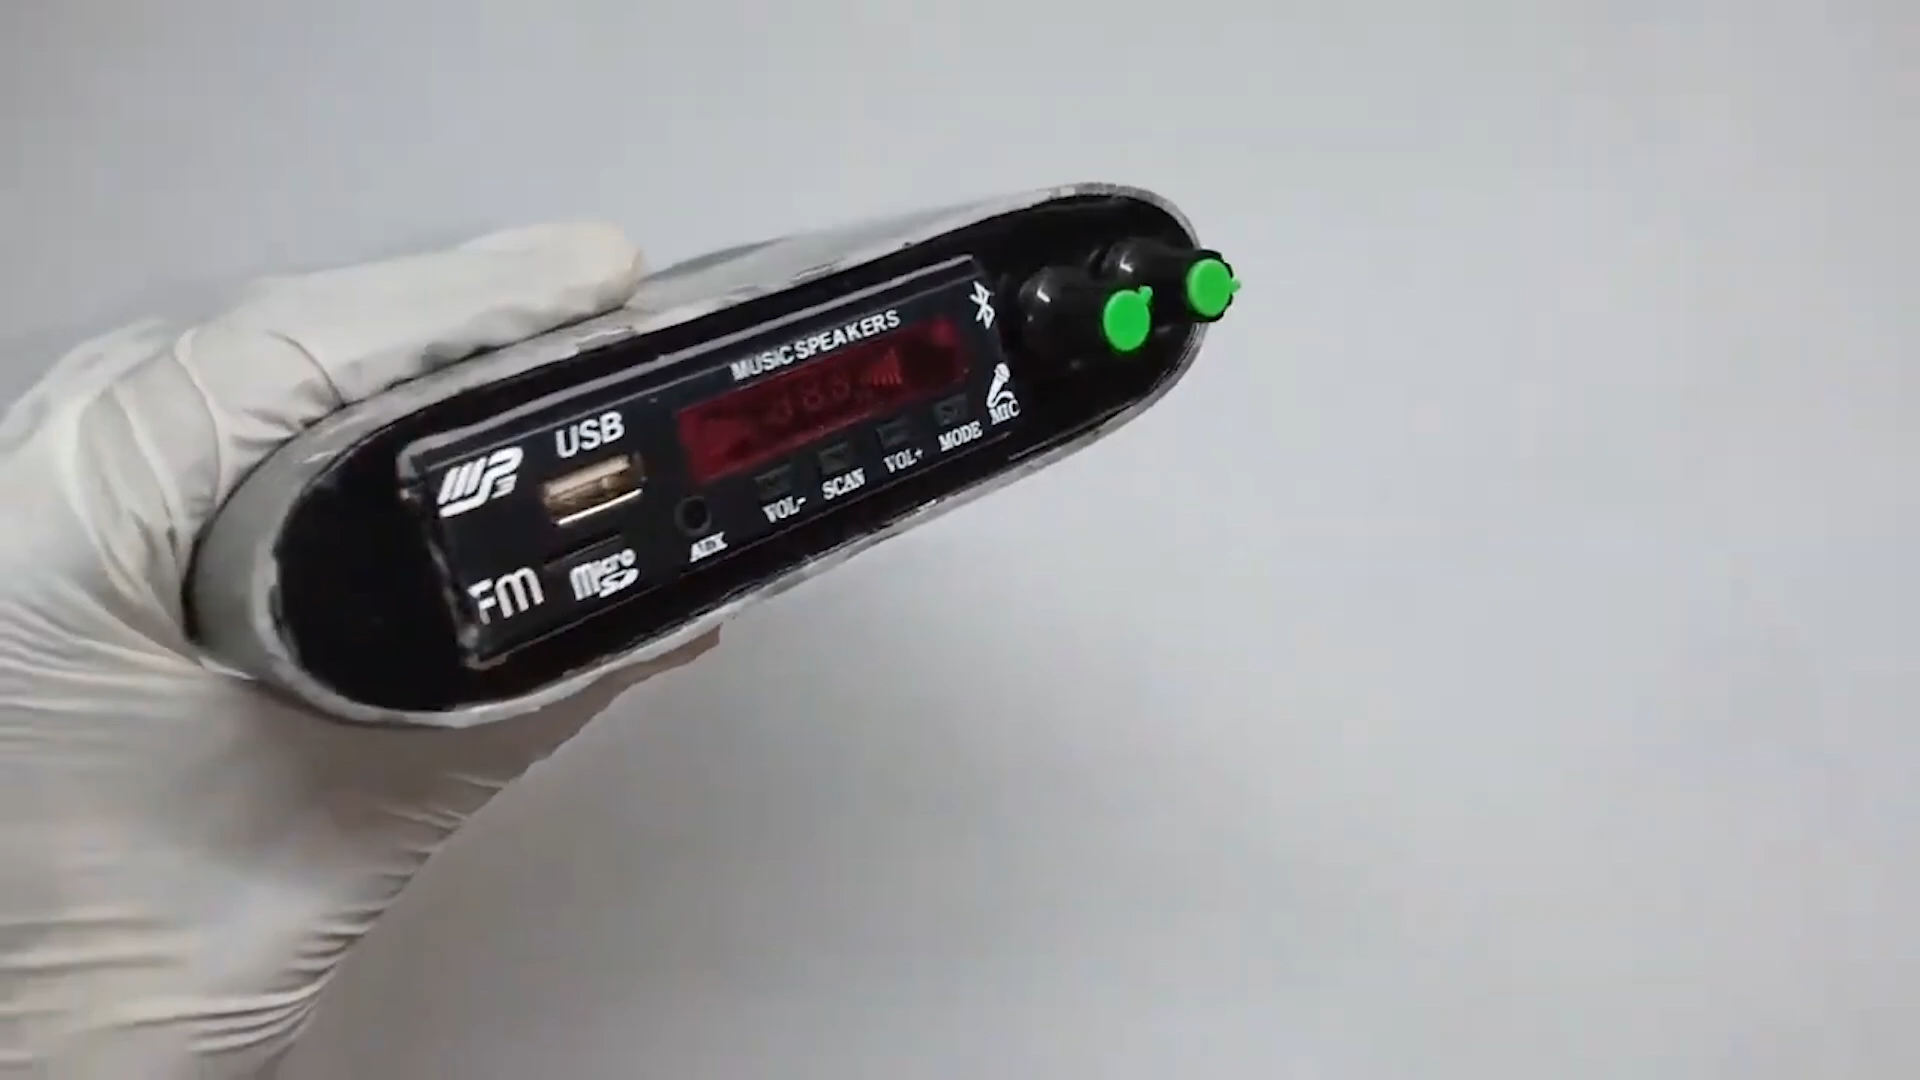 MUSIC SPEAKERS
USB
MP3
FM
Micro SD
AUX
VOL-
SCAN
VOL+
MODE
MIC